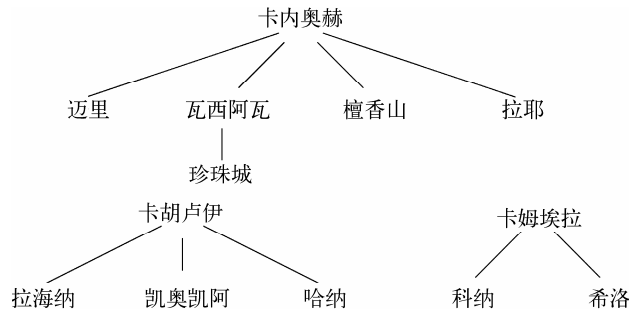 卡内奥赫
迈里 瓦西阿瓦 檀香山 拉耶
珍珠城
卡胡卢伊 卡姆埃拉
拉海纳 凯奥凯阿 哈纳 科纳 希洛